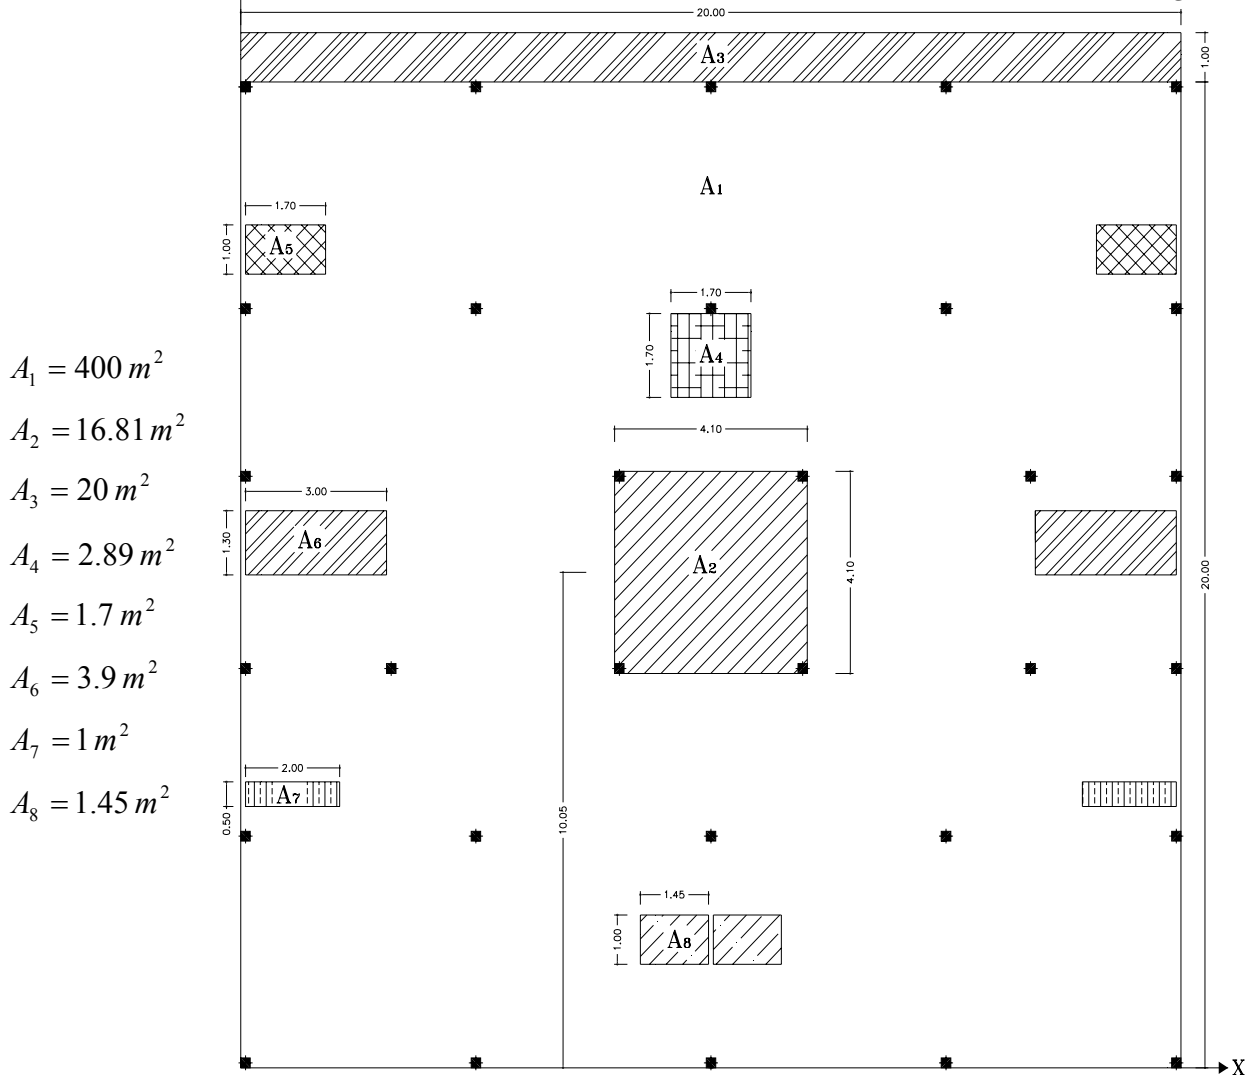 20.00
A3
1.00
A1
1.70
1.00
A5
1.70
1.70
A4
A₁ = 400 m²
A₂ = 16.81 m²
A₃ = 20 m²
A₄ = 2.89 m²
A₅ = 1.7 m²
A₆ = 3.9 m²
A₇ = 1 m²
A₈ = 1.45 m²
4.10
3.00
1.30
A6
A2
4.10
20.00
2.00
A7
0.50
10.05
1.45
1.00
A8
X